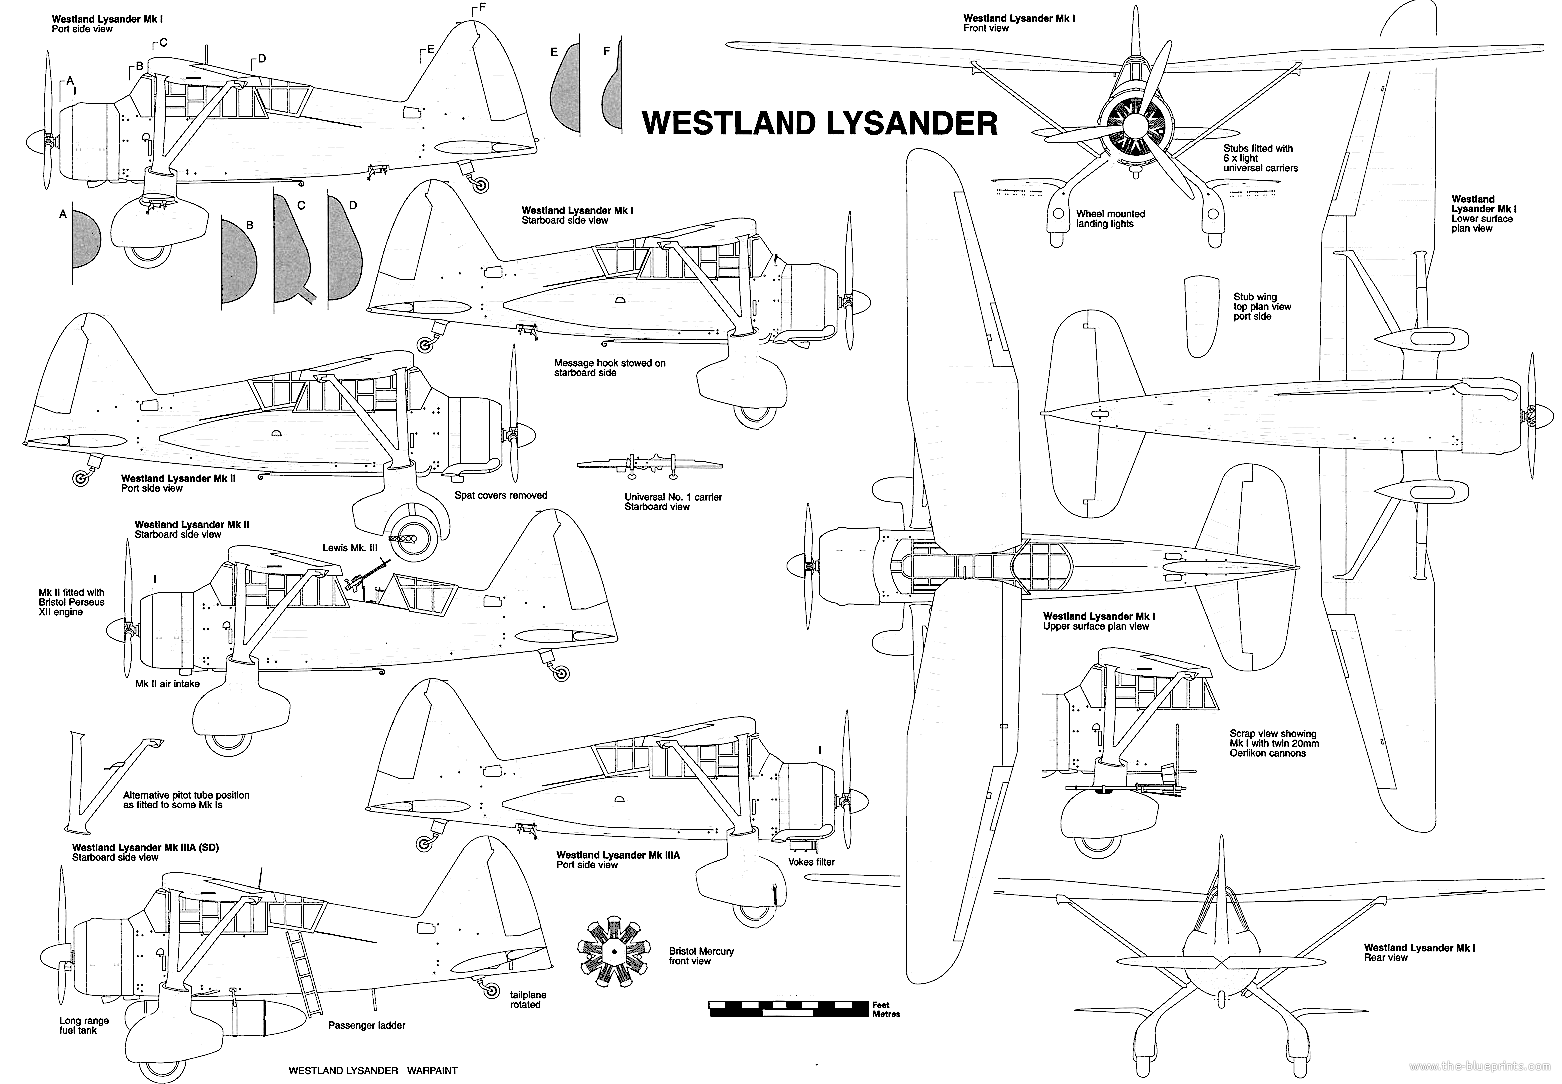 Westland Lysander Mk I
Port side view
A
B
C
D
E
F
E
F
WESTLAND LYSANDER
Westland Lysander Mk I
Front view
Stubs fitted with
6 x light
universal carriers
Wheel mounted
landing lights
Westland
Lysander Mk I
Lower surface
plan view
A
B
C
D
Westland Lysander Mk I
Starboard side view
Message hook stowed on
starboard side
Stub wing
top plan view
port side
Westland Lysander Mk II
Port side view
Spat covers removed
Universal No. 1 carrier
Starboard view
Westland Lysander Mk II
Starboard side view
Lewis Mk. III
Mk II fitted with
Bristol Perseus
XII engine
Mk II air intake
Westland Lysander Mk I
Upper surface plan view
Scrap view showing
Mk I with twin 20mm
Oerlikon cannons
Alternative pitot tube position
as fitted to some Mk Is
Westland Lysander Mk IIIA (SD)
Starboard side view
Westland Lysander Mk IIIA
Port side view
Vokes filter
Bristol Mercury
front view
tailplane
rotated
Long range
fuel tank
Passenger ladder
Feet
Metres
Westland Lysander Mk I
Rear view
WESTLAND LYSANDER WARPAINT
www.the-blueprints.com